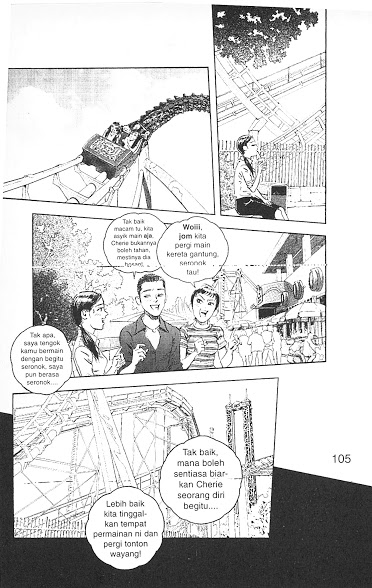 Tak baik
macam tu, kita
asyik main aja.
Cherie bukannya
boleh tahan,
mestinya dia
bosan!...
Woiii,
jom kita
pergi main
kereta gantung,
seronok
tau!
Tak apa,
saya tengok
kamu bermain
dengan begitu
seronok, saya
pun berasa
seronok....
Tak baik,
mana boleh
sentiasa biar-
kan Cherie
seorang diri
begitu....
Lebih baik
kita tinggal-
kan tempat
permainan ni dan
pergi tonton
wayang!
105